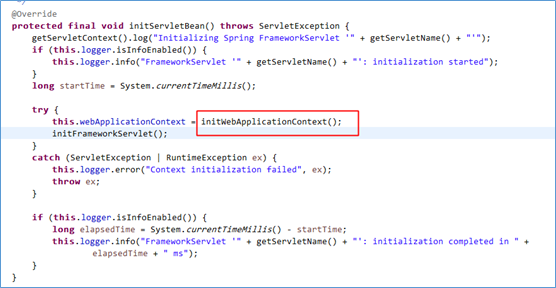 @Override
protected final void initServletBean() throws ServletException {
getServletContext().log("Initializing Spring FrameworkServlet '" + getServletName() + "'");
if (this.logger.isInfoEnabled()) {
this.logger.info("FrameworkServlet '" + getServletName() + "': initialization started");
}
long startTime = System.currentTimeMillis();
try {
this.webApplicationContext = initWebApplicationContext();
initFrameworkServlet();
}
catch (ServletException | RuntimeException ex) {
this.logger.error("Context initialization failed", ex);
throw ex;
}
if (this.logger.isInfoEnabled()) {
long elapsedTime = System.currentTimeMillis() - startTime;
this.logger.info("FrameworkServlet '" + getServletName() + "': initialization completed in " +
elapsedTime + " ms");
}
}